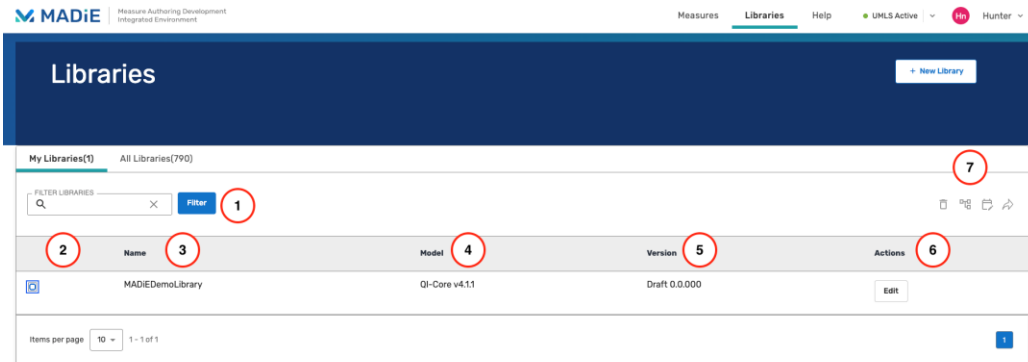 MADiE Measure Authoring Development
Integrated Environment
Measures Libraries Help UMLS Active Hn Hunter
Libraries
+ New Library
My Libraries(1) All Libraries(790)
7
FILTER LIBRARIES
Filter 1
2 Name 3 Model 4 Version 5 Actions 6
MADiEDemoLibrary QI-Core v4.1.1 Draft 0.0.000 Edit
Items per page 10 1 - 1 of 1 1